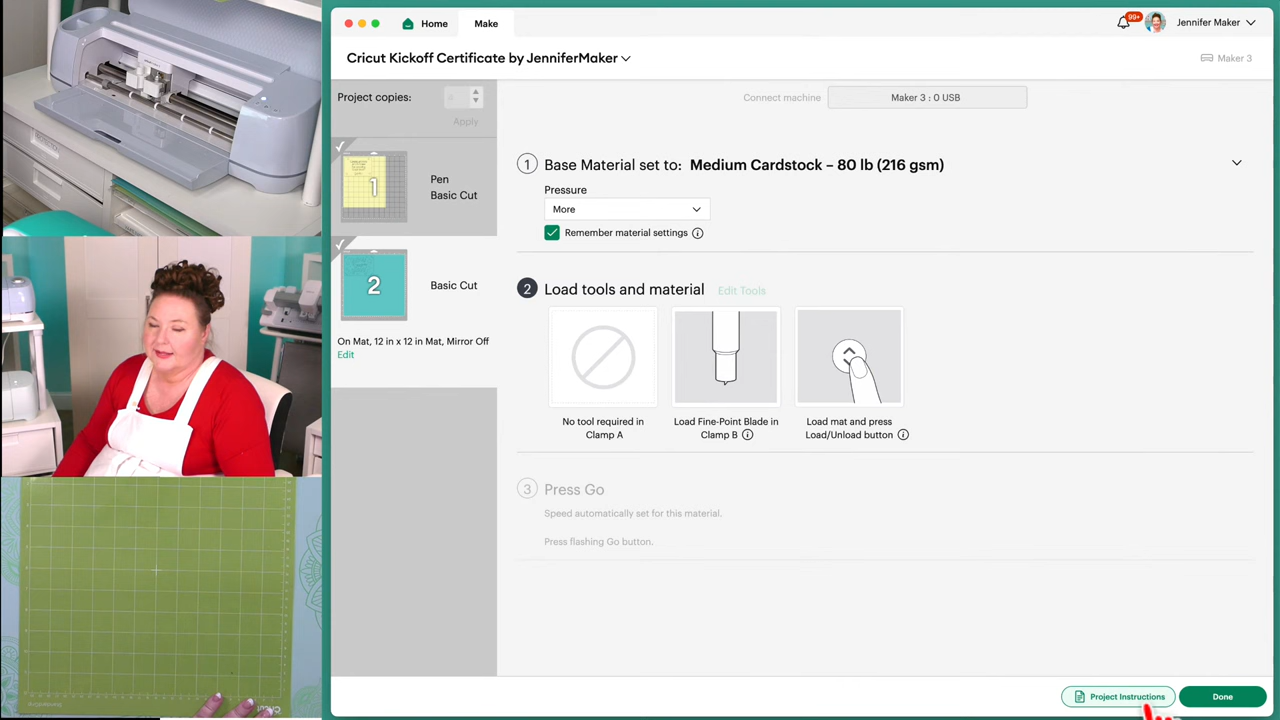 Home
Make
99+
Jennifer Maker
Cricut Kickoff Certificate by JenniferMaker
Maker 3
Project copies:
Apply
Connect machine
Maker 3 : 0 USB
1
Pen
Basic Cut
2
Basic Cut
On Mat, 12 in x 12 in Mat, Mirror Off
Edit
1 Base Material set to: Medium Cardstock – 80 lb (216 gsm)
Pressure
More
Remember material settings
2 Load tools and material Edit Tools
No tool required in
Clamp A
Load Fine-Point Blade in
Clamp B
Load mat and press
Load/Unload button
3 Press Go
Speed automatically set for this material.
Press flashing Go button.
Project Instructions
Done